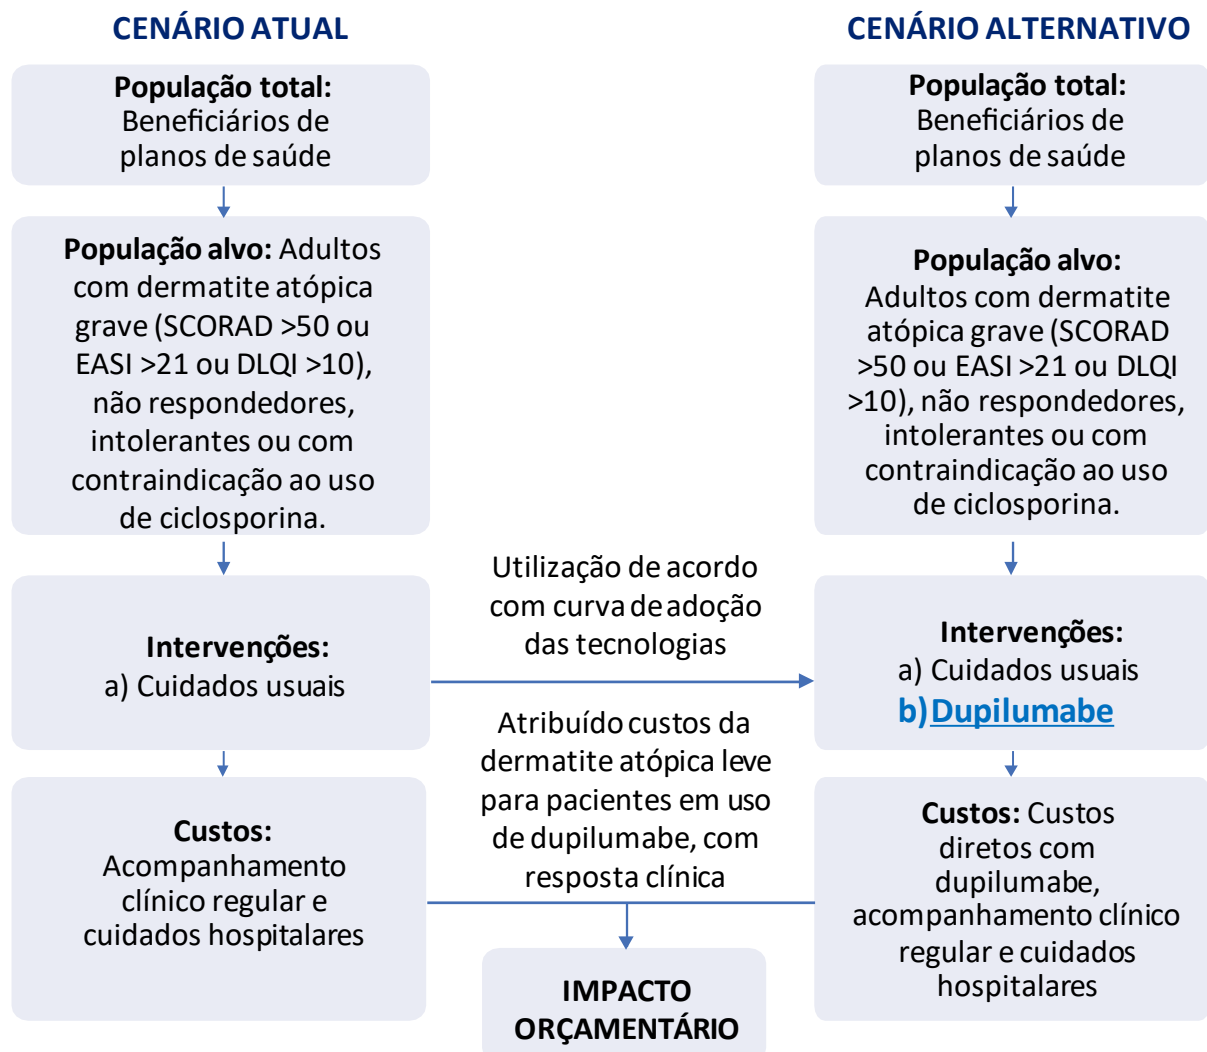 CENÁRIO ATUAL
População total:
Beneficiários de
planos de saúde
População alvo: Adultos
com dermatite atópica
grave (SCORAD >50 ou
EASI >21 ou DLQI >10),
não respondedores,
intolerantes ou com
contraindicação ao uso
de ciclosporina.
Intervenções:
a) Cuidados usuais
Custos:
Acompanhamento
clínico regular e
cuidados hospitalares
Utilização de acordo
com curva de adoção
das tecnologias
Atribuído custos da
dermatite atópica leve
para pacientes em uso
de dupilumabe, com
resposta clínica
IMPACTO
ORÇAMENTÁRIO
CENÁRIO ALTERNATIVO
População total:
Beneficiários de
planos de saúde
População alvo:
Adultos com dermatite
atópica grave (SCORAD
>50 ou EASI >21 ou DLQI
>10), não respondedores,
intolerantes ou com
contraindicação ao uso
de ciclosporina.
Intervenções:
a) Cuidados usuais
b) Dupilumabe
Custos: Custos
diretos com
dupilumabe,
acompanhamento clínico
regular e cuidados
hospitalares